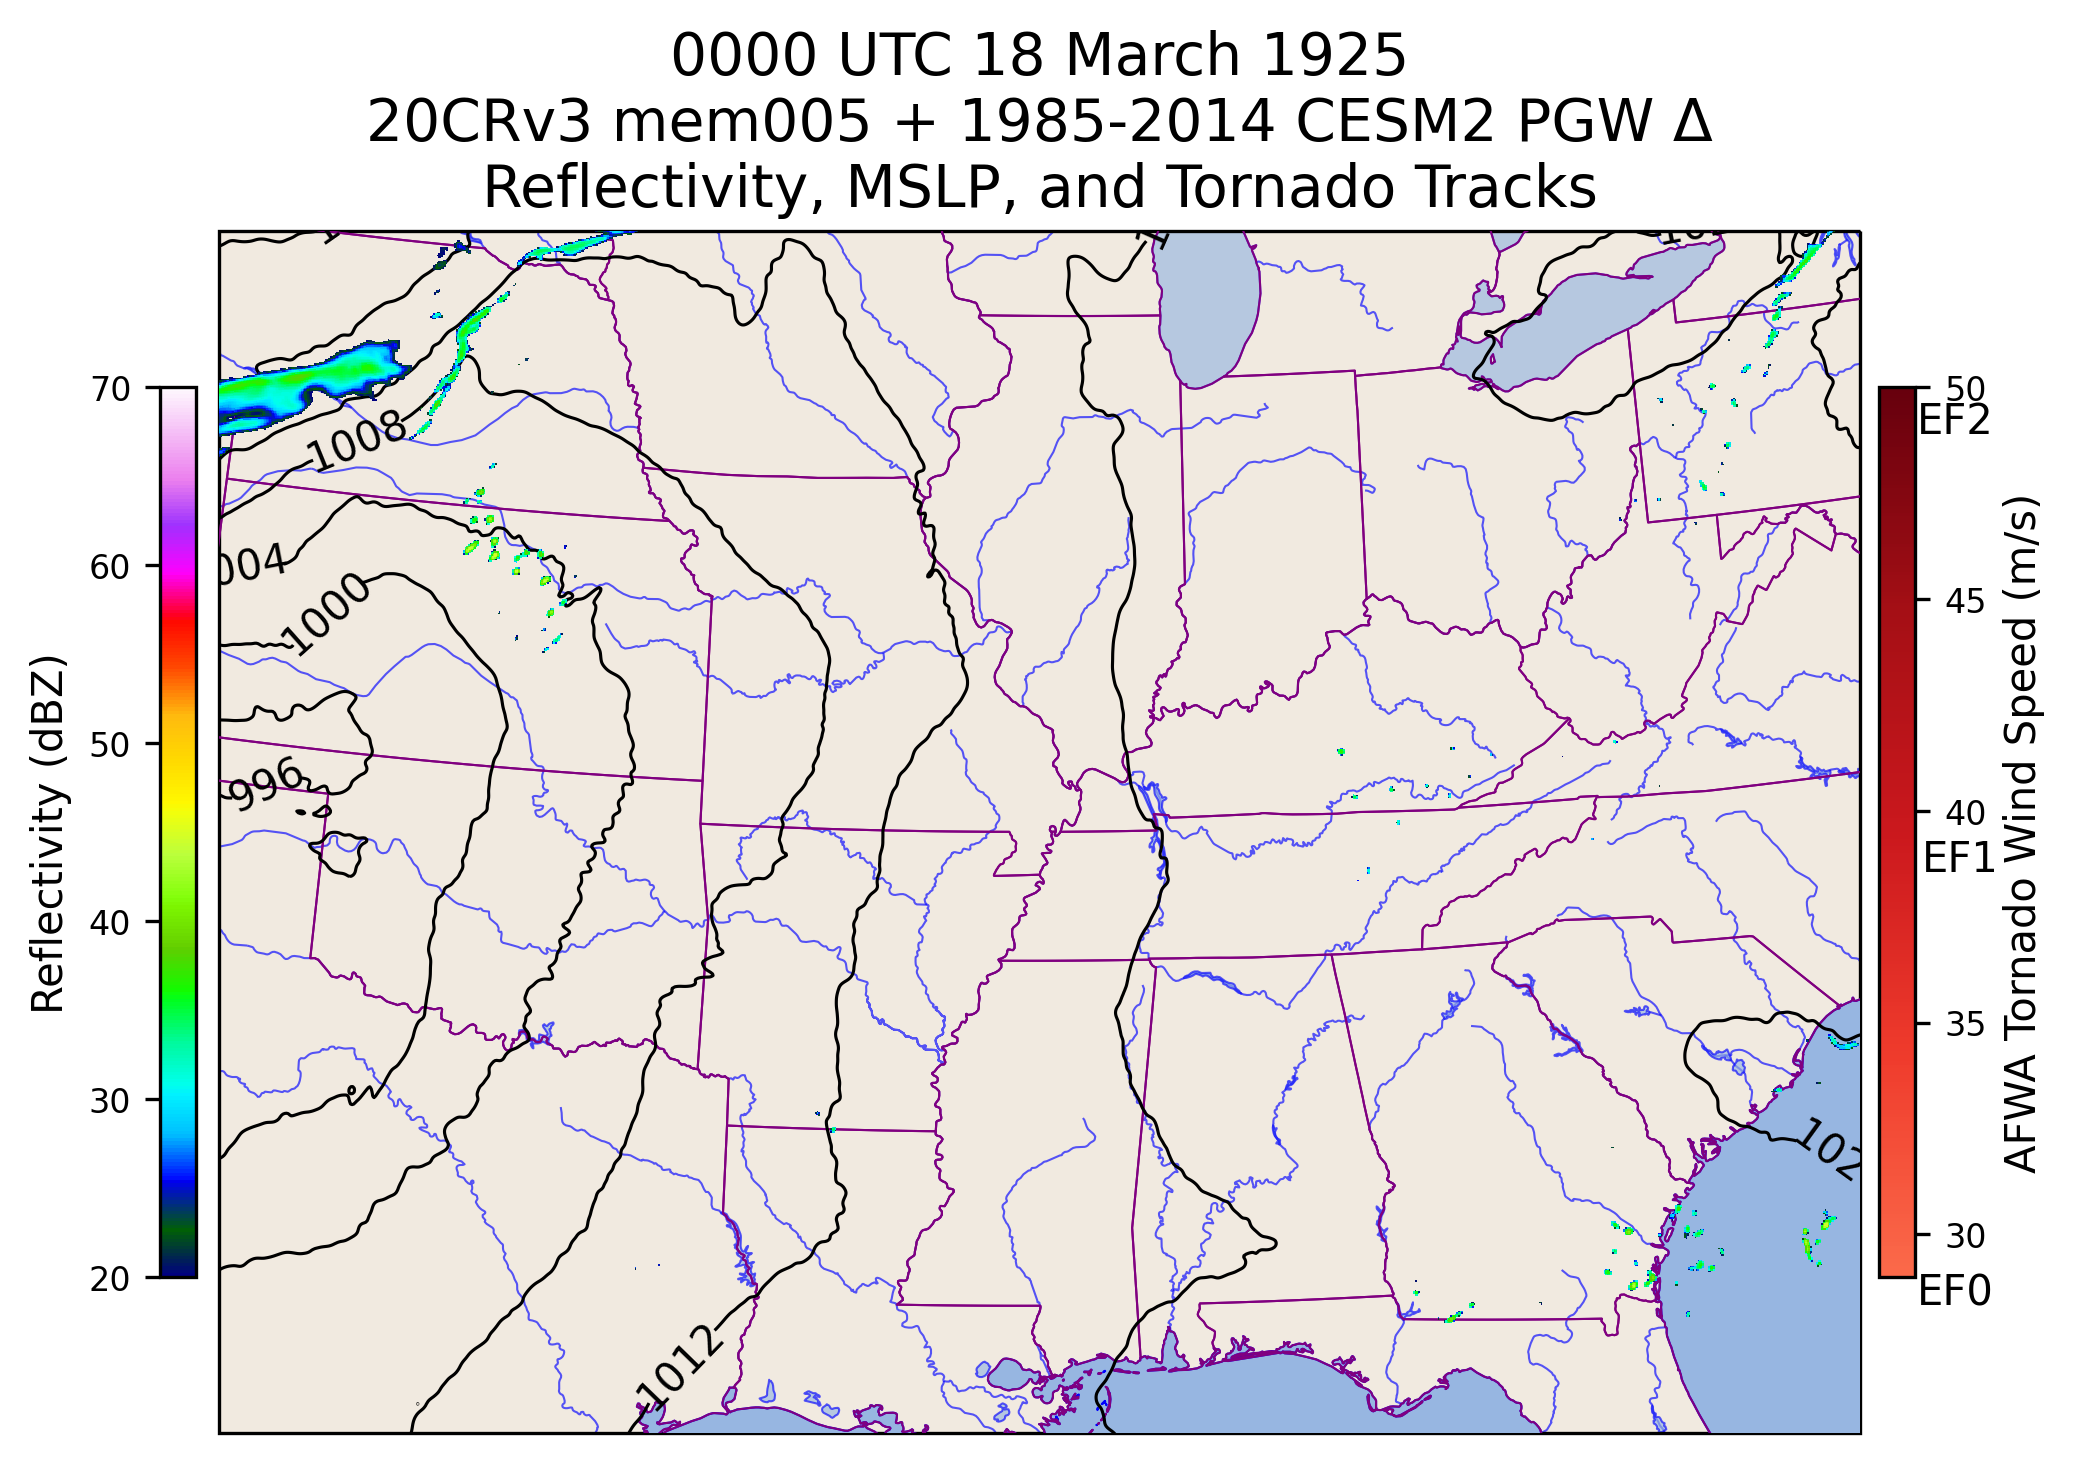 0000 UTC 18 March 1925
20CRv3 mem005 + 1985-2014 CESM2 PGW Δ
Reflectivity, MSLP, and Tornado Tracks
1008
004
1000
996
1012
102
70
60
50
40
30
20
Reflectivity (dBZ)
50
EF2
45
40
EF1
35
30
EF0
AFWA Tornado Wind Speed (m/s)